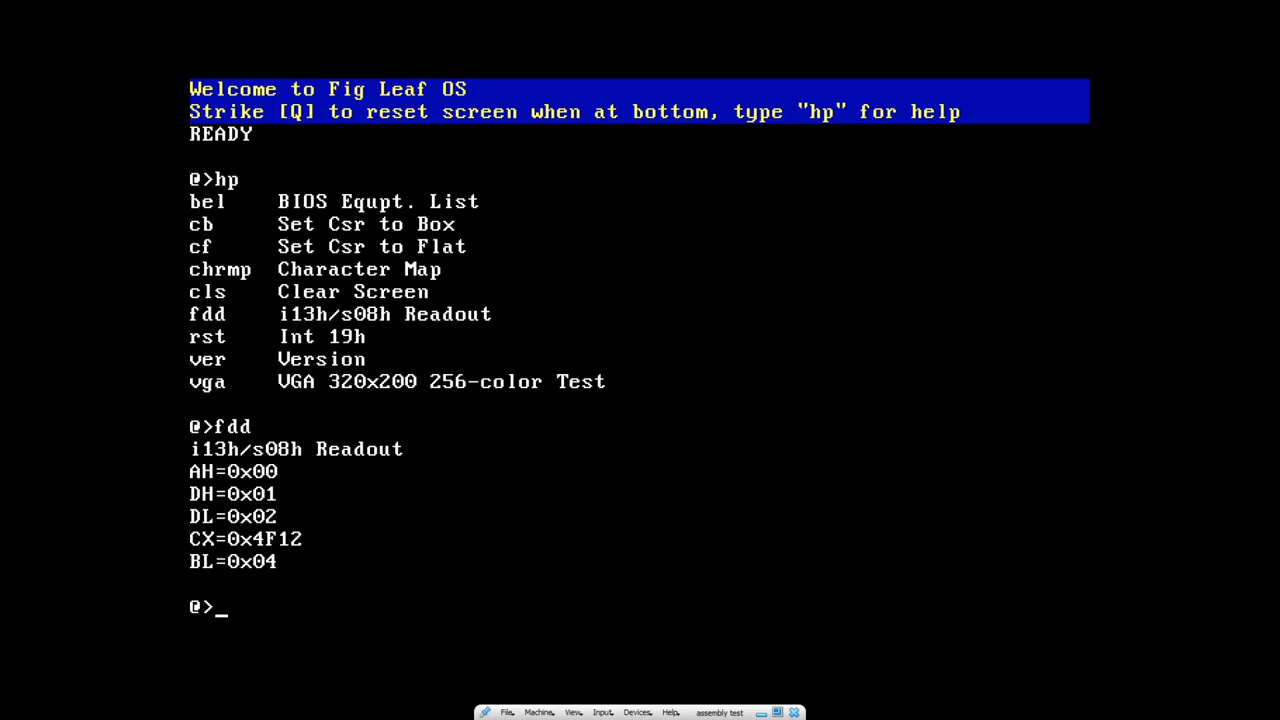 Welcome to Fig Leaf OS
Strike [Q] to reset screen when at bottom, type "hp" for help
READY
@>hp
bel BIOS Equpt. List
cb Set Csr to Box
cf Set Csr to Flat
chrmp Character Map
cls Clear Screen
fdd i13h/s08h Readout
rst Int 19h
ver Version
vga VGA 320x200 256-color Test
@>fdd
i13h/s08h Readout
AH=0x00
DH=0x01
DL=0x02
CX=0x4F12
BL=0x04
@>_
File Machine View Input Devices Help assembly test